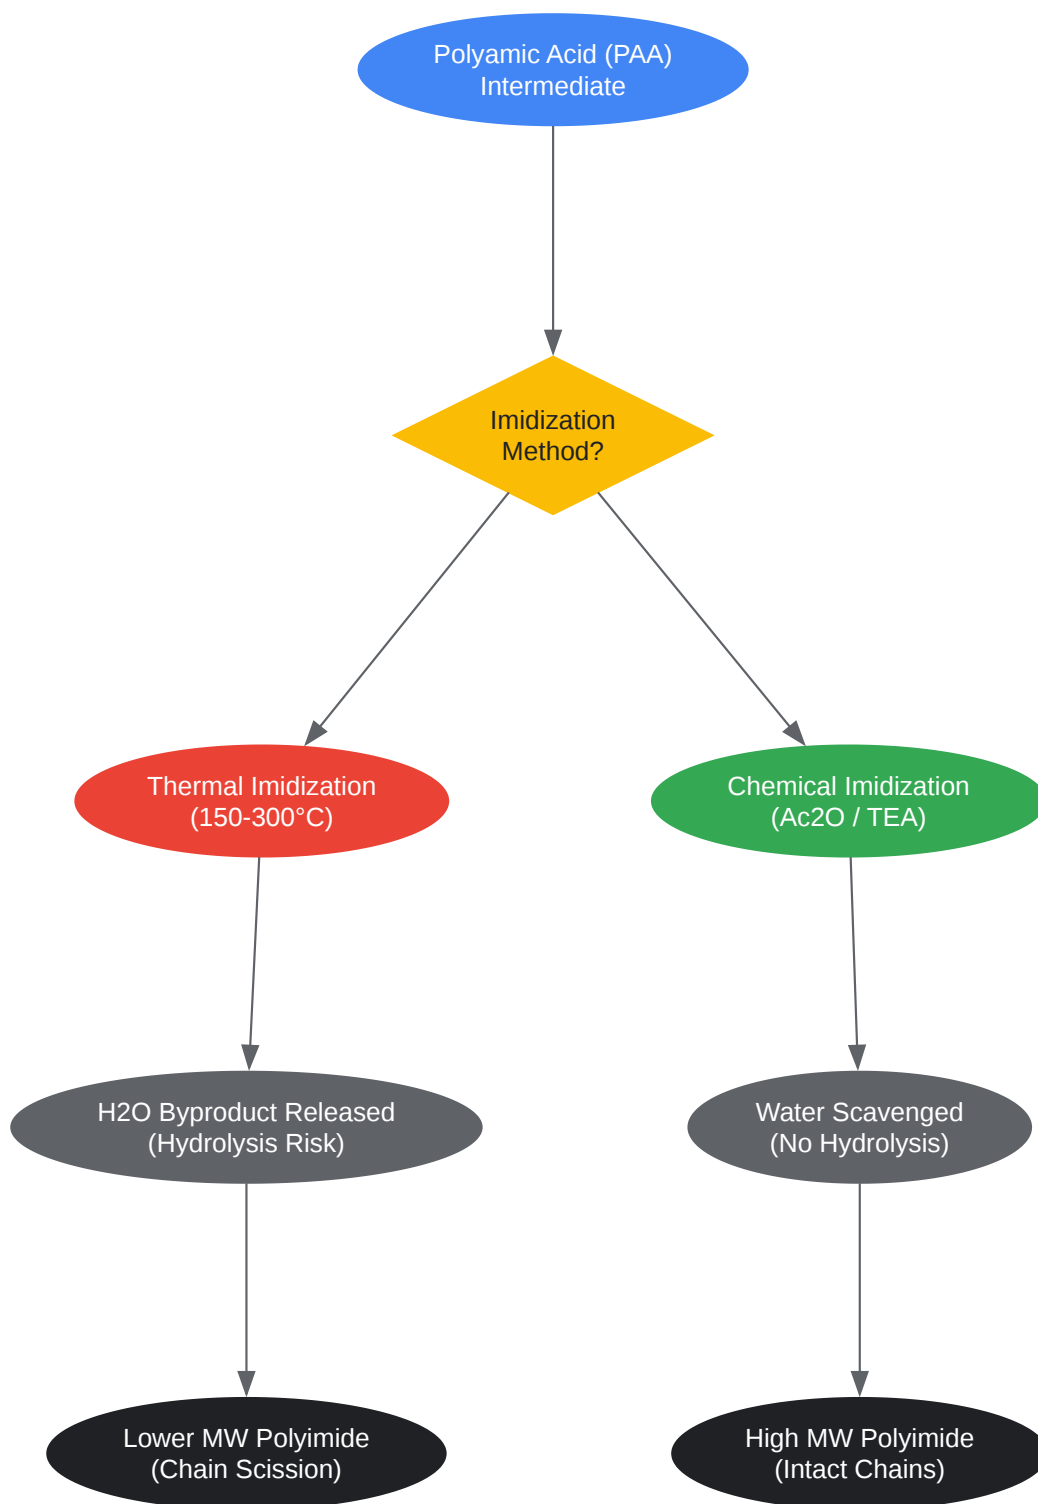 Polyamic Acid (PAA)
Intermediate
Imidization
Method?
Thermal Imidization
(150-300°C)
Chemical Imidization
(Ac2O / TEA)
H2O Byproduct Released
(Hydrolysis Risk)
Water Scavenged
(No Hydrolysis)
Lower MW Polyimide
(Chain Scission)
High MW Polyimide
(Intact Chains)